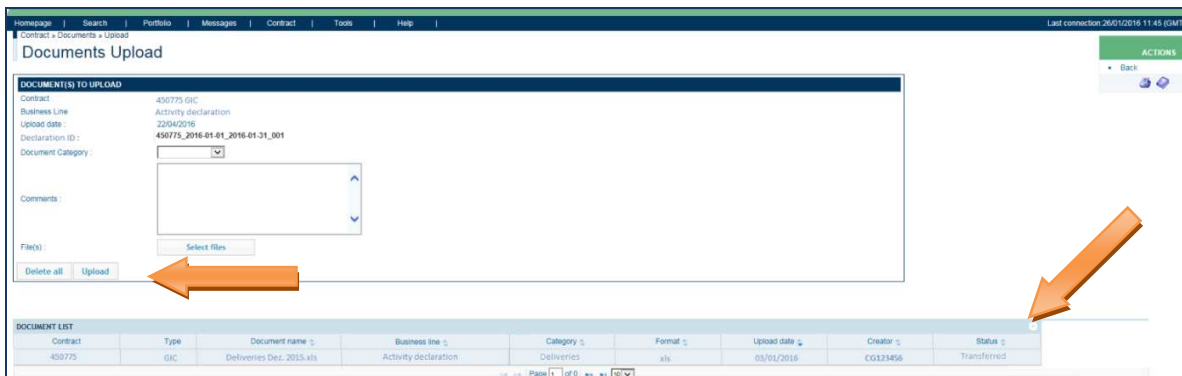 Homepage | Search | Portfolio | Messages | Contract | Tools | Help | Last connection:26/01/2016 11:45 (GMT
Contract » Documents » Upload
Documents Upload
ACTIONS
• Back
DOCUMENT(S) TO UPLOAD
Contract 450775 GIC
Business Line Activity declaration
Upload date : 22/04/2016
Declaration ID : 450775_2016-01-01_2016-01-31_001
Document Category :
Comments :
File(s) : Select files
Delete all Upload
DOCUMENT LIST
Contract Type Document name Business line Category Format Upload date Creator Status
450775 GIC Deliveries Dez. 2015.xls Activity declaration Deliveries xls 03/01/2016 CG123456 Transferred
Page 1 of 0 10